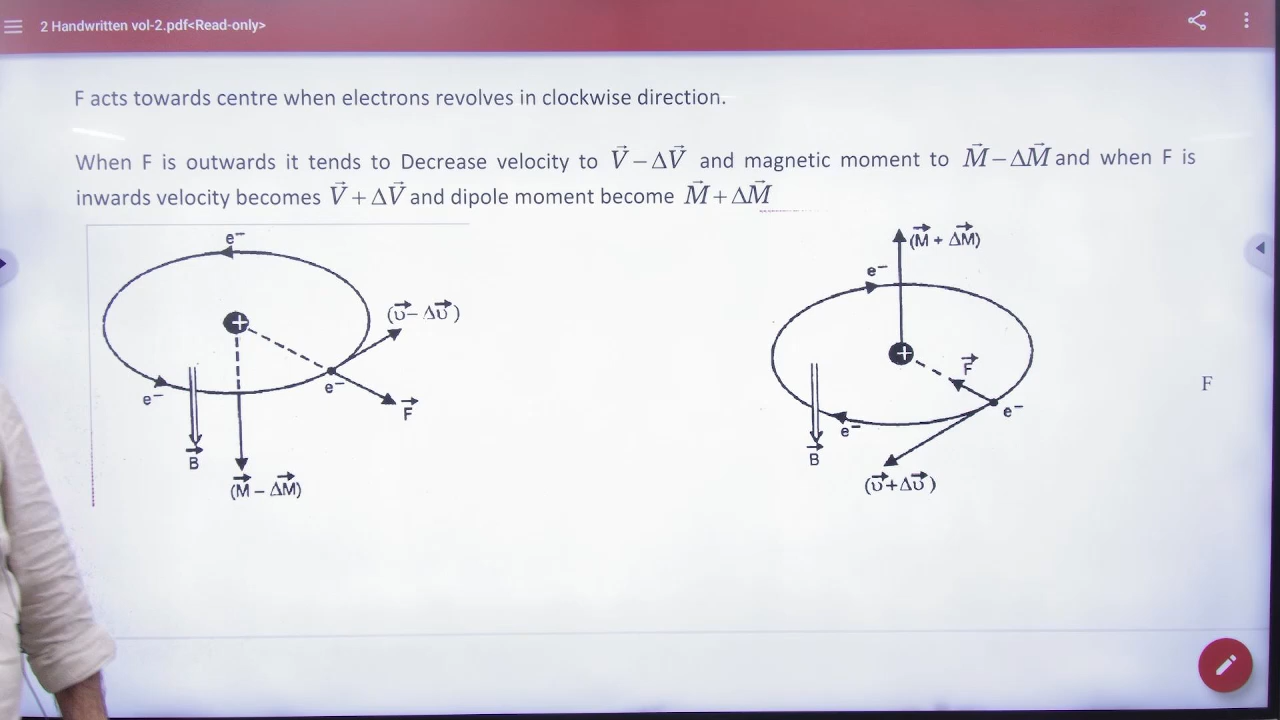 2 Handwritten vol-2.pdf<Read-only>
F acts towards centre when electrons revolves in clockwise direction.
When F is outwards it tends to Decrease velocity to V⃗ − ΔV⃗ and magnetic moment to M⃗ − ΔM⃗ and when F is
inwards velocity becomes V⃗ + ΔV⃗ and dipole moment become M⃗ + ΔM⃗
e⁻
(υ⃗ − Δυ⃗)
+
e⁻
e⁻
F⃗
B⃗
(M⃗ − ΔM⃗)
(M⃗ + ΔM⃗)
e⁻
+
F⃗
e⁻
e⁻
B⃗
(υ⃗ + Δυ⃗)
F